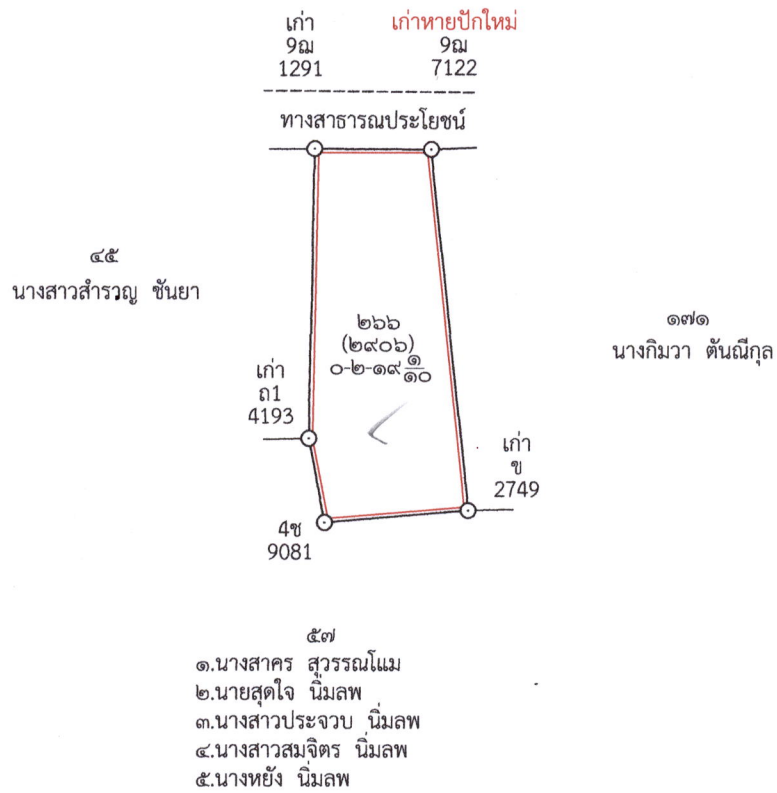 เก่า
9ฌ
1291
เก่าหายปักใหม่
9ฌ
7122
ทางสาธารณประโยชน์
๔๕
นางสาวสำรวญ ชันยา
๒๖๖
(๒๙๐๖)
๐-๒-๑๙ ๑/๑๐
๑๗๑
นางกิมวา ตันณีกุล
เก่า
ถ1
4193
เก่า
ข
2749
4ช
9081
๕๗
๑.นางสาคร สุวรรณโแม
๒.นายสุดใจ นิ่มลพ
๓.นางสาวประจวบ นิ่มลพ
๔.นางสาวสมจิตร นิ่มลพ
๕.นางหยัง นิ่มลพ